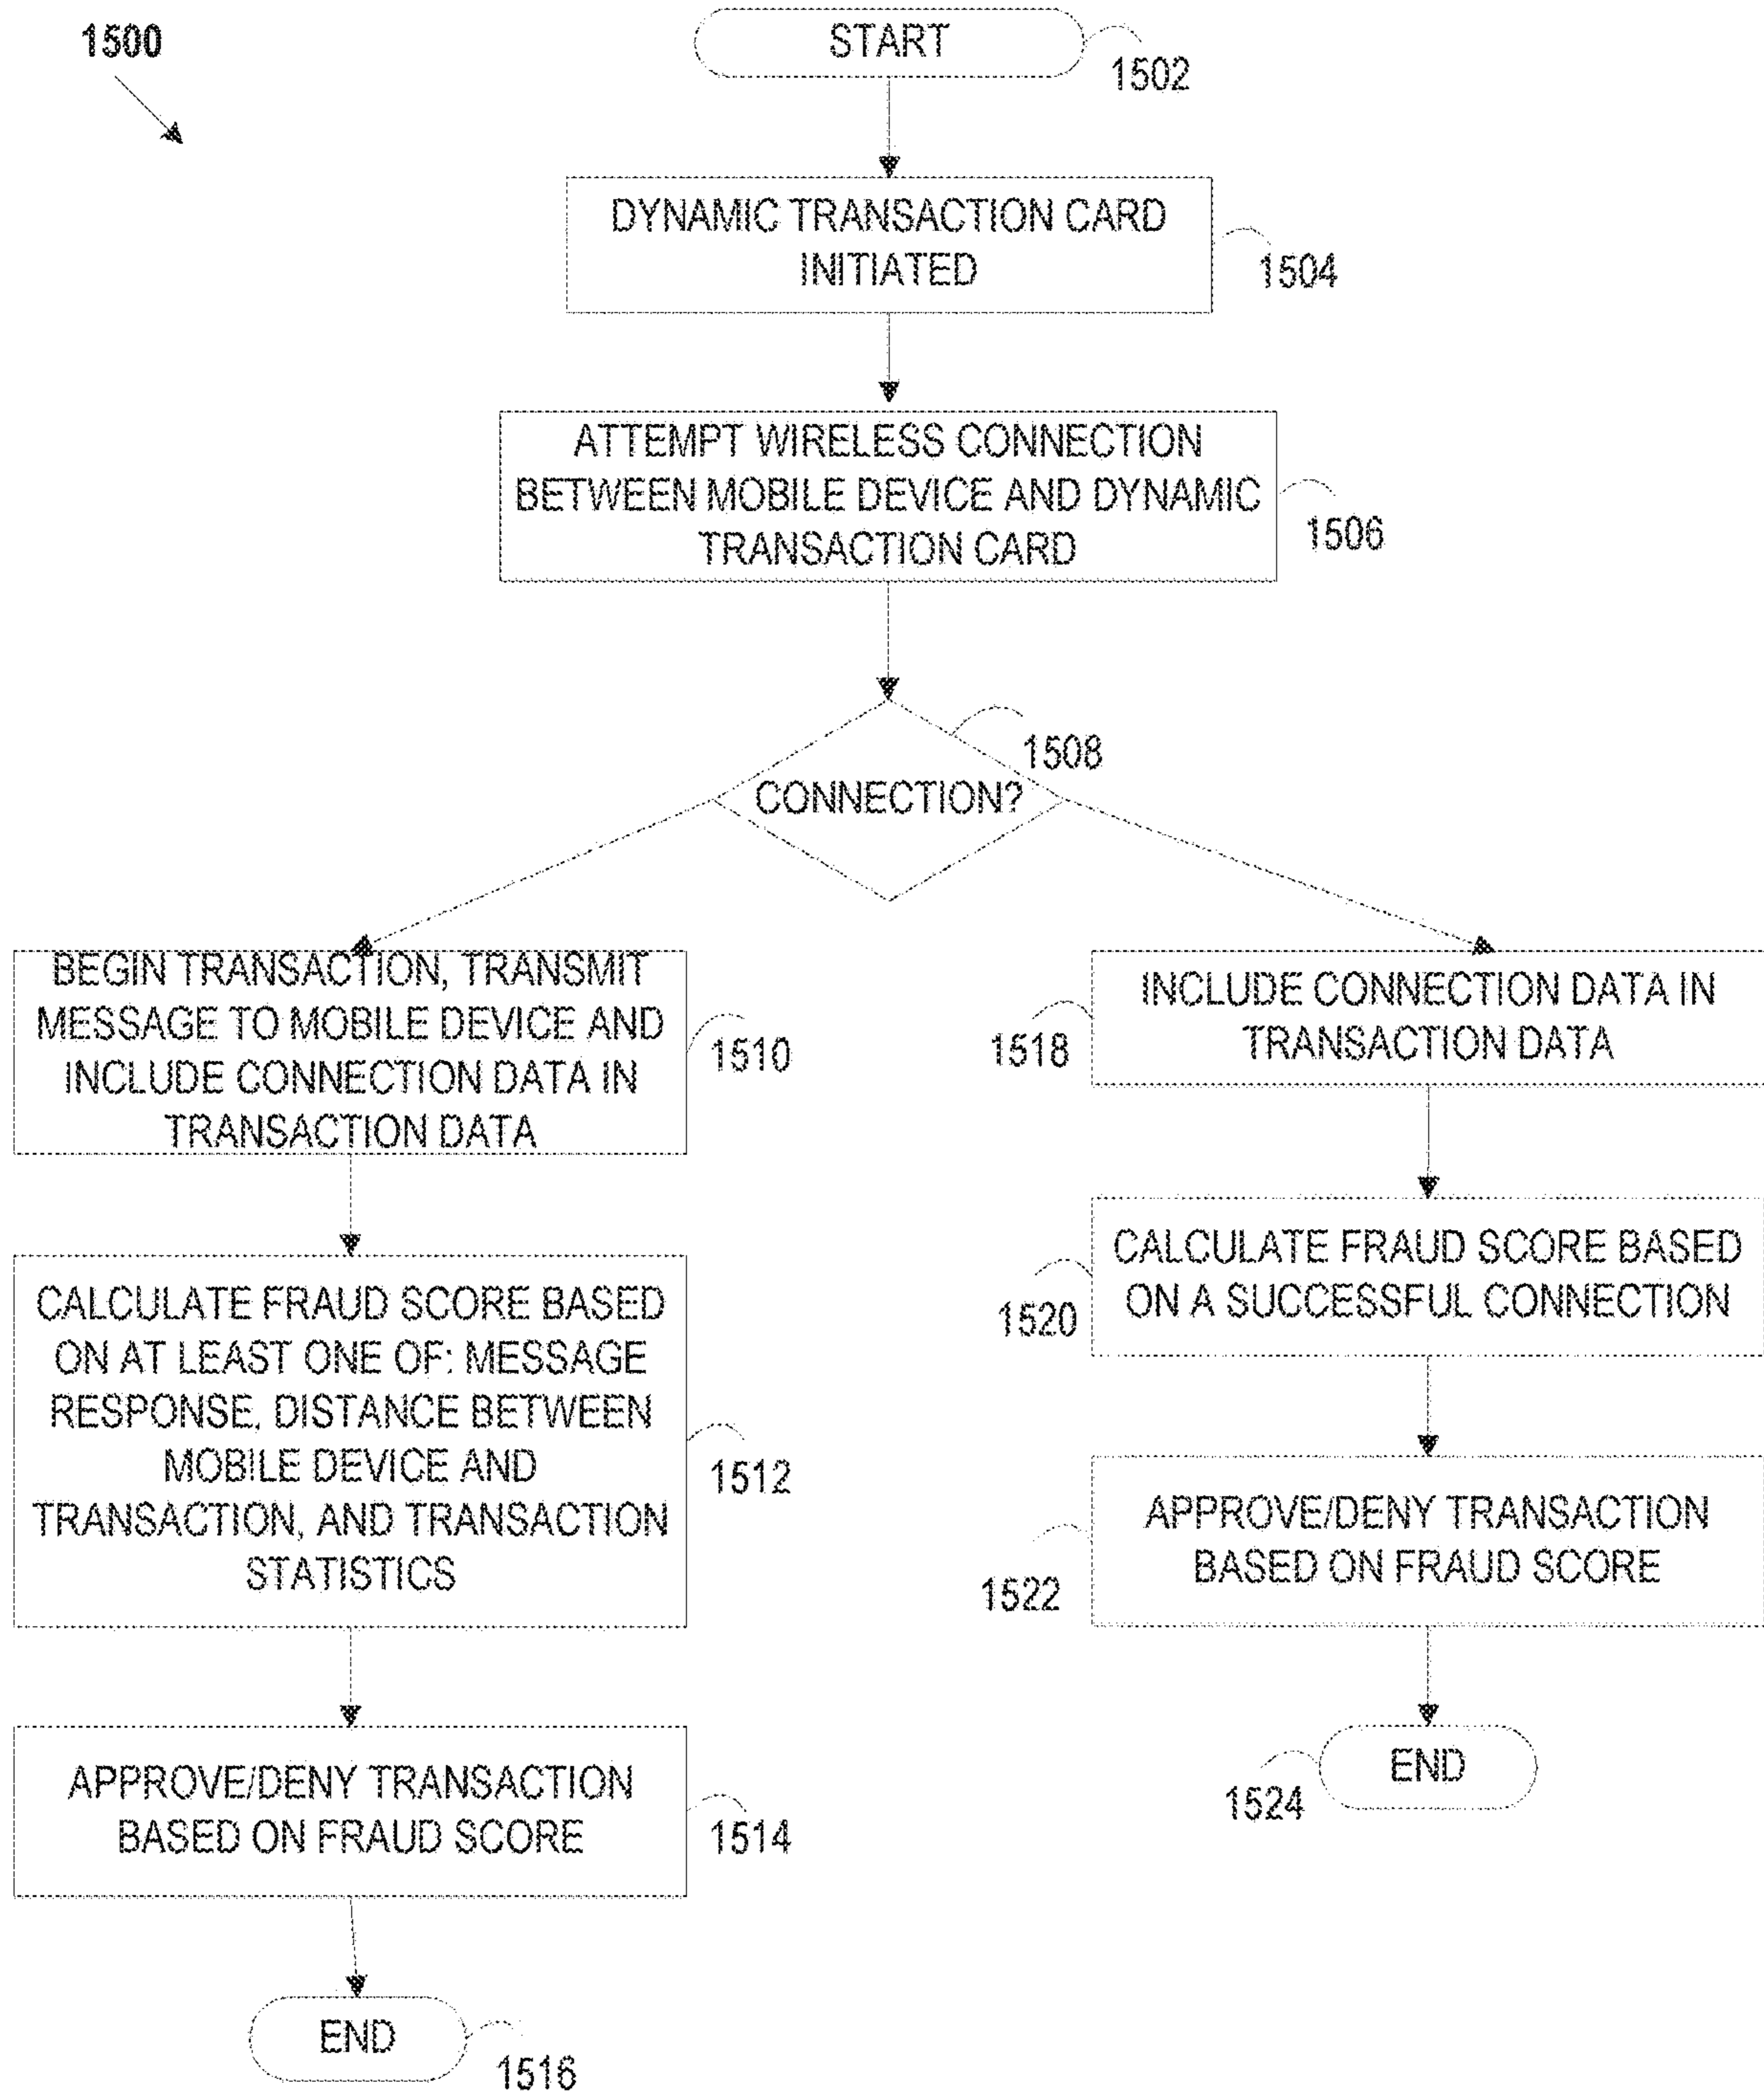 1500
START
1502
DYNAMIC TRANSACTION CARD
INITIATED
1504
ATTEMPT WIRELESS CONNECTION
BETWEEN MOBILE DEVICE AND DYNAMIC
TRANSACTION CARD
1506
1508
CONNECTION?
BEGIN TRANSACTION, TRANSMIT
MESSAGE TO MOBILE DEVICE AND
INCLUDE CONNECTION DATA IN
TRANSACTION DATA
1510
CALCULATE FRAUD SCORE BASED
ON AT LEAST ONE OF: MESSAGE
RESPONSE, DISTANCE BETWEEN
MOBILE DEVICE AND
TRANSACTION, AND TRANSACTION
STATISTICS
1512
APPROVE/DENY TRANSACTION
BASED ON FRAUD SCORE
1514
END
1516
INCLUDE CONNECTION DATA IN
TRANSACTION DATA
1518
CALCULATE FRAUD SCORE BASED
ON A SUCCESSFUL CONNECTION
1520
APPROVE/DENY TRANSACTION
BASED ON FRAUD SCORE
1522
END
1524